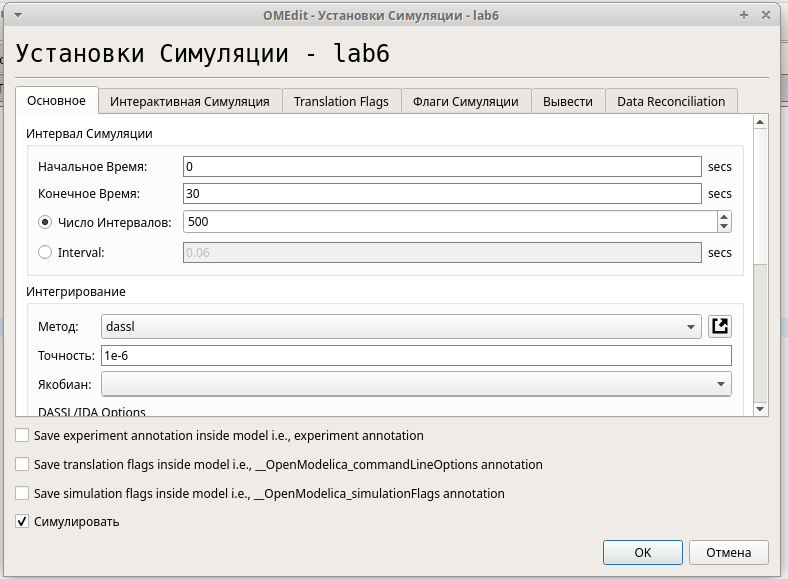 OMEdit - Установки Симуляции - lab6
Установки Симуляции - lab6
Основное Интерактивная Симуляция Translation Flags Флаги Симуляции Вывести Data Reconciliation
Интервал Симуляции
Начальное Время: 0 secs
Конечное Время: 30 secs
Число Интервалов: 500
Interval: 0.06 secs
Интегрирование
Метод: dassl
Точность: 1e-6
Якобиан:
DASSL/IDA Options
Save experiment annotation inside model i.e., experiment annotation
Save translation flags inside model i.e., __OpenModelica_commandLineOptions annotation
Save simulation flags inside model i.e., __OpenModelica_simulationFlags annotation
Симулировать
OK Отмена